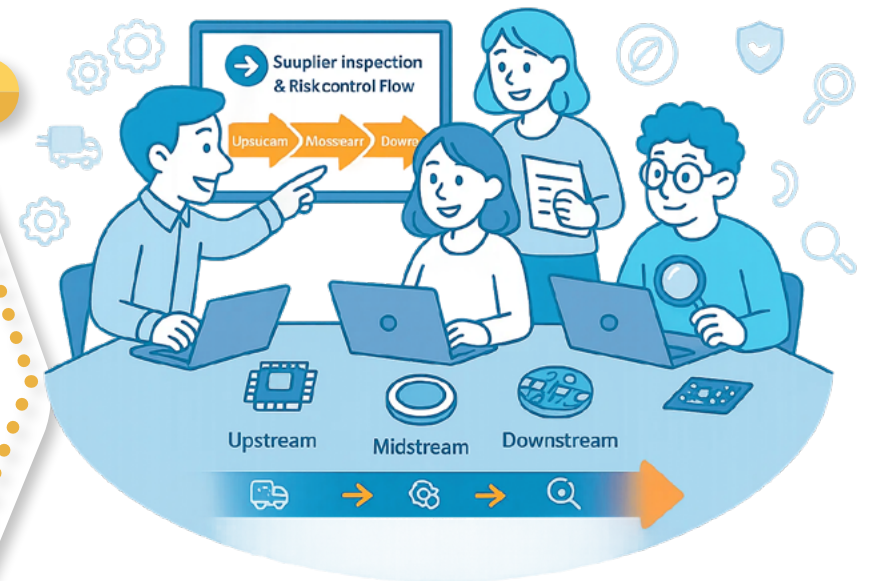 Suuplier inspection
& Riskcontrol Flow
Upsucam Mossearr Dowro
Upstream Midstream Downstream